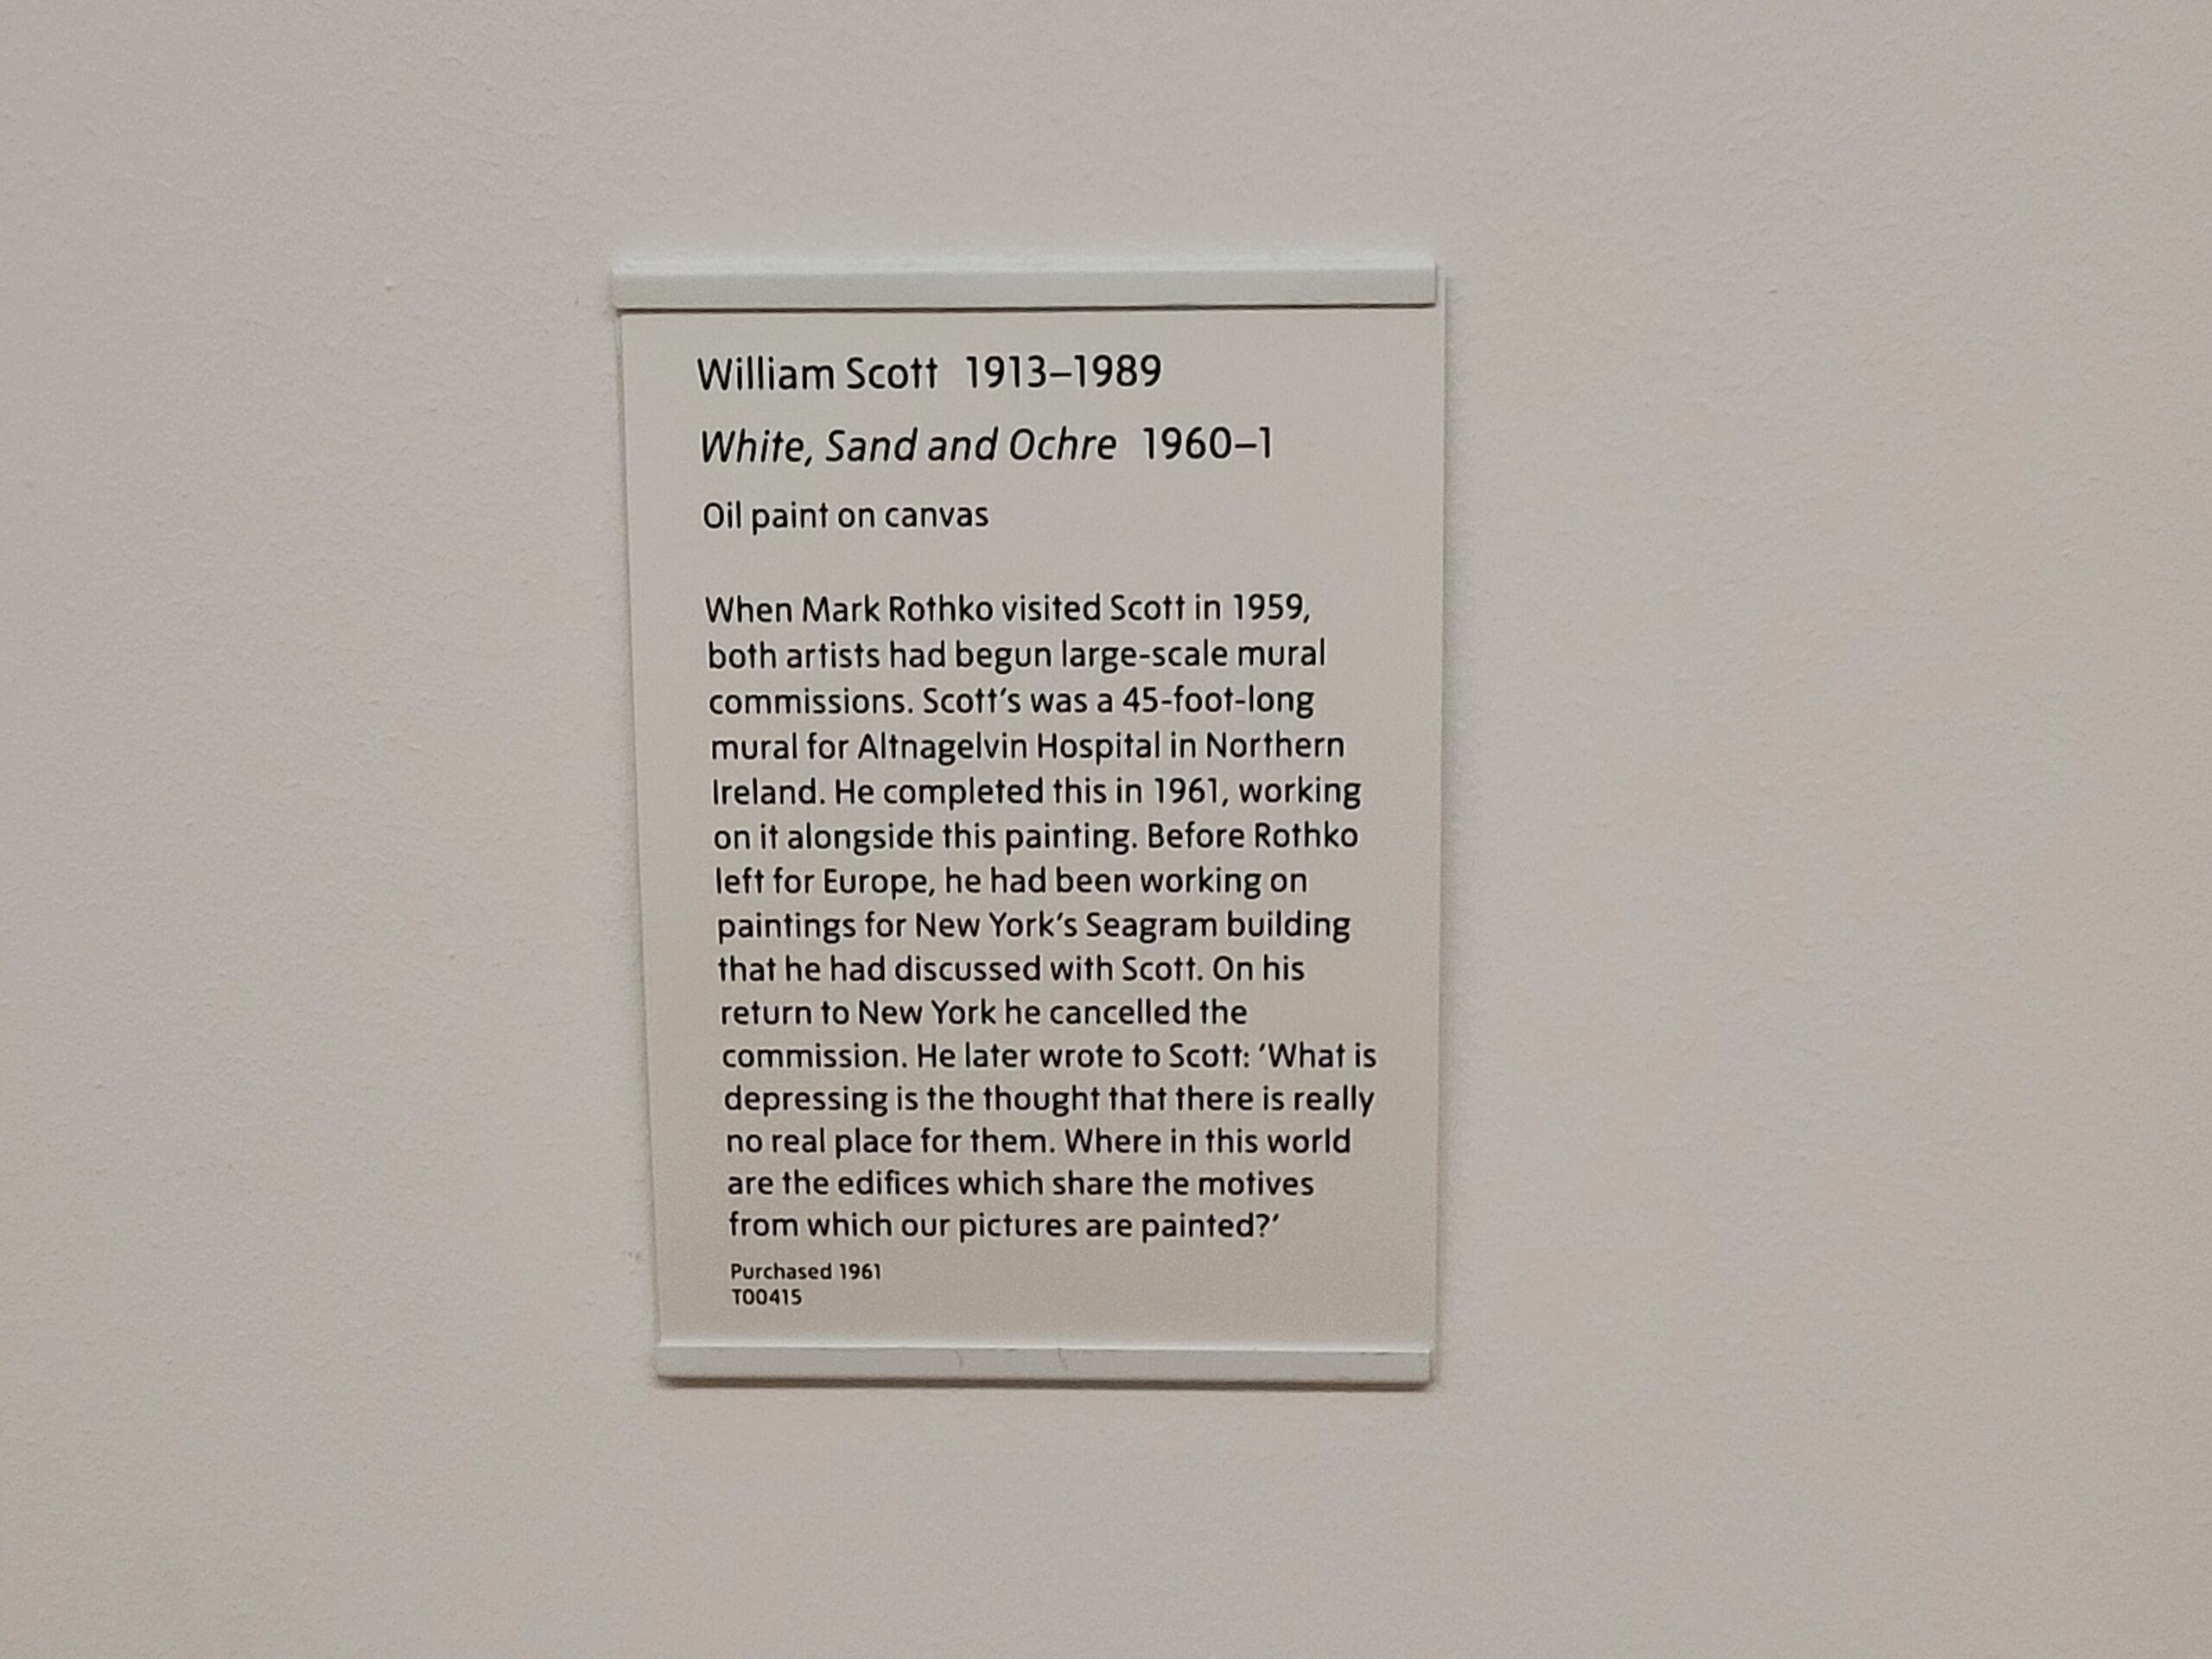 William Scott 1913–1989
White, Sand and Ochre 1960–1
Oil paint on canvas
When Mark Rothko visited Scott in 1959,
both artists had begun large-scale mural
commissions. Scott's was a 45-foot-long
mural for Altnagelvin Hospital in Northern
Ireland. He completed this in 1961, working
on it alongside this painting. Before Rothko
left for Europe, he had been working on
paintings for New York's Seagram building
that he had discussed with Scott. On his
return to New York he cancelled the
commission. He later wrote to Scott: 'What is
depressing is the thought that there is really
no real place for them. Where in this world
are the edifices which share the motives
from which our pictures are painted?'
Purchased 1961
T00415